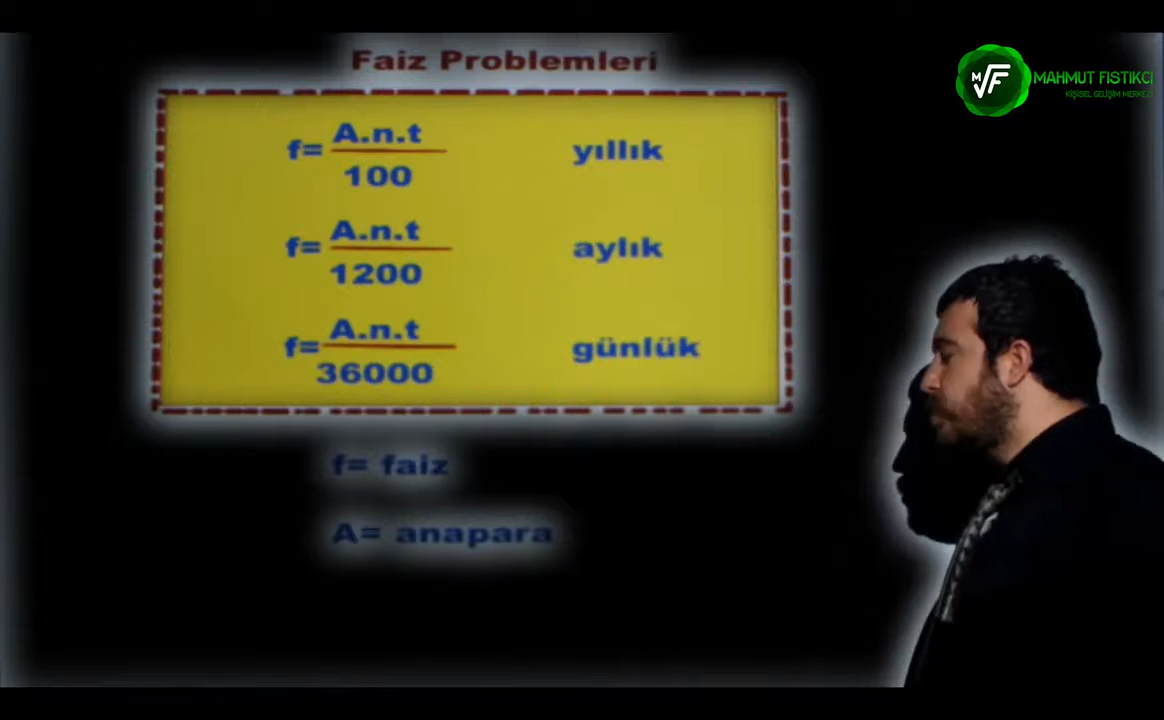 Faiz Problemleri
MAHMUT FISTIKCI
KİŞİSEL GELİŞİM MERKEZİ
f= A.n.t / 100 yıllık
f= A.n.t / 1200 aylık
f= A.n.t / 36000 günlük
f= faiz
A= anapara